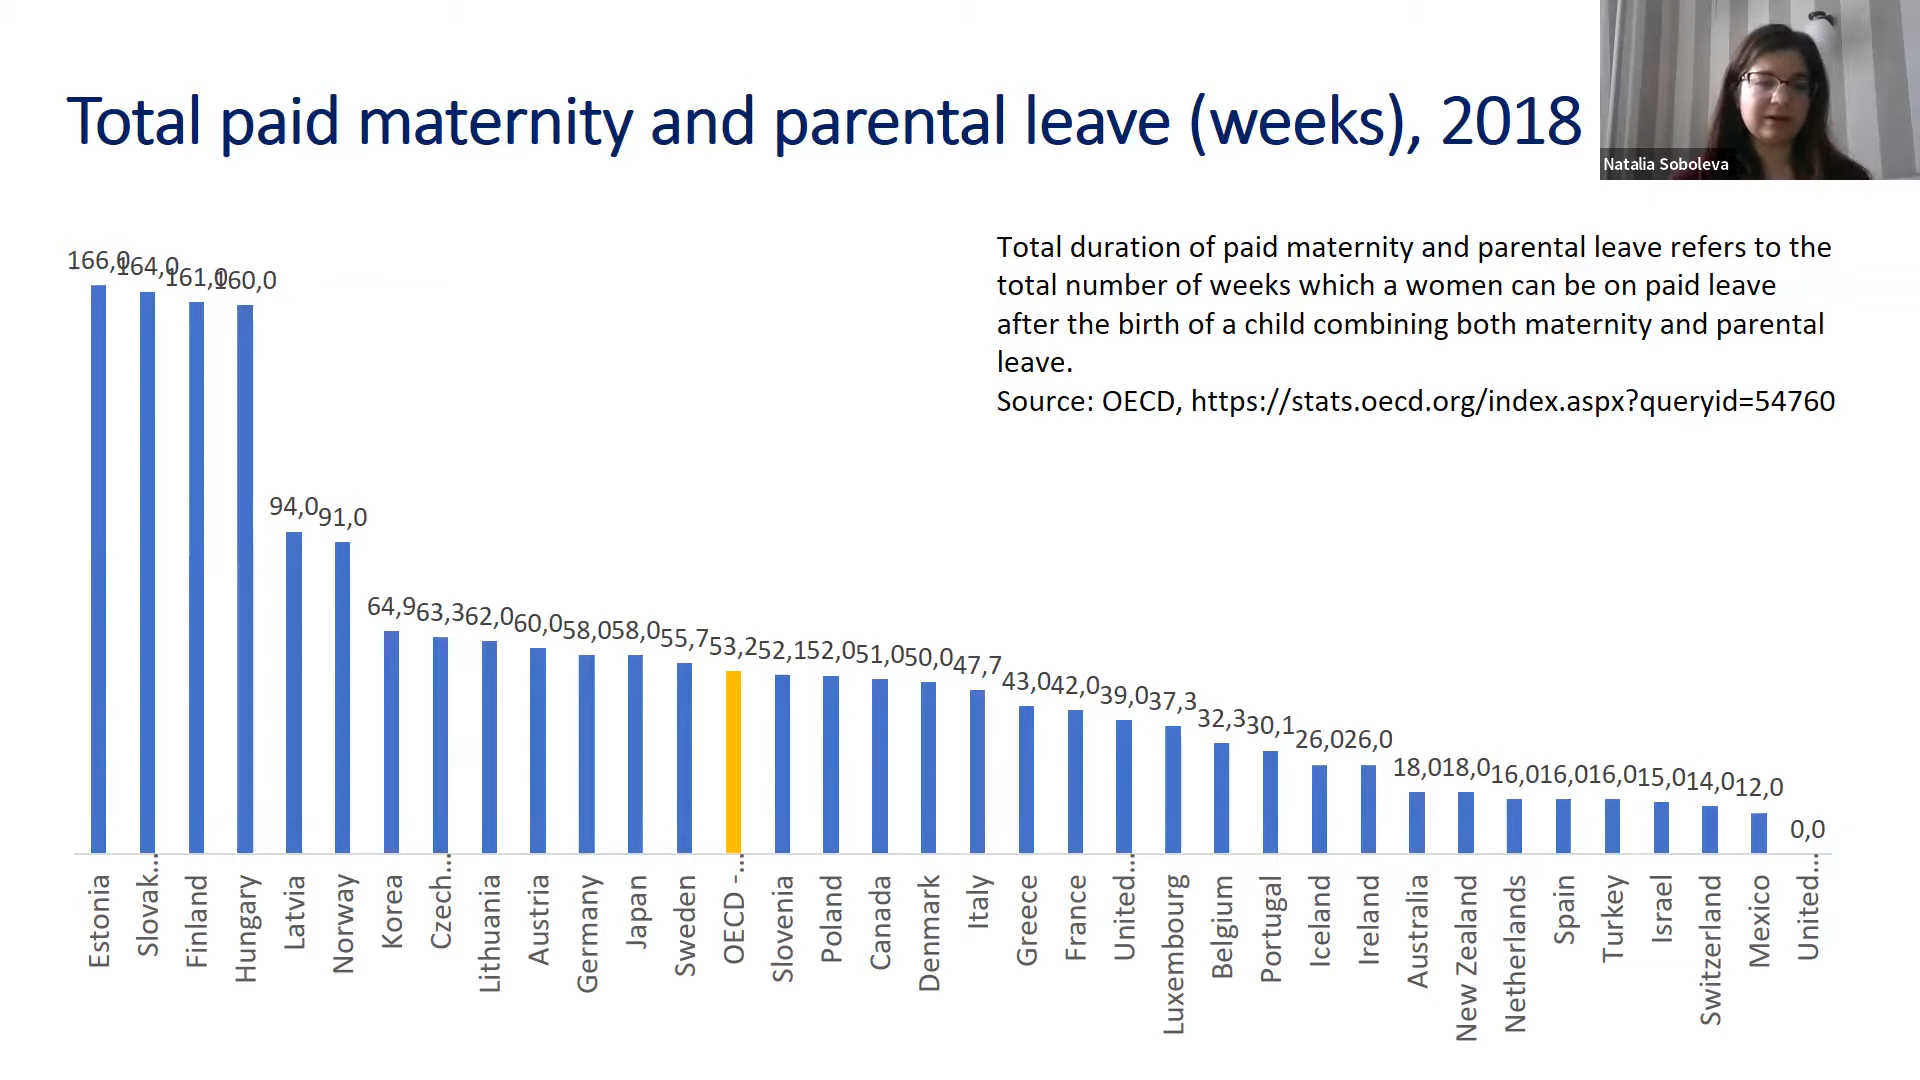 Total paid maternity and parental leave (weeks), 2018
Natalia Soboleva
Total duration of paid maternity and parental leave refers to the
total number of weeks which a women can be on paid leave
after the birth of a child combining both maternity and parental
leave.
Source: OECD, https://stats.oecd.org/index.aspx?queryid=54760
166,0
164,0
161,0
160,0
94,0
91,0
64,9
63,3
62,0
60,0
58,0
58,0
55,7
53,2
52,1
52,0
51,0
50,0
47,7
43,0
42,0
39,0
37,3
32,3
30,1
26,0
26,0
18,0
18,0
16,0
16,0
16,0
15,0
14,0
12,0
0,0
Estonia
Slovak...
Finland
Hungary
Latvia
Norway
Korea
Czech...
Lithuania
Austria
Germany
Japan
Sweden
OECD -...
Slovenia
Poland
Canada
Denmark
Italy
Greece
France
United...
Luxembourg
Belgium
Portugal
Iceland
Ireland
Australia
New Zealand
Netherlands
Spain
Turkey
Israel
Switzerland
Mexico
United...